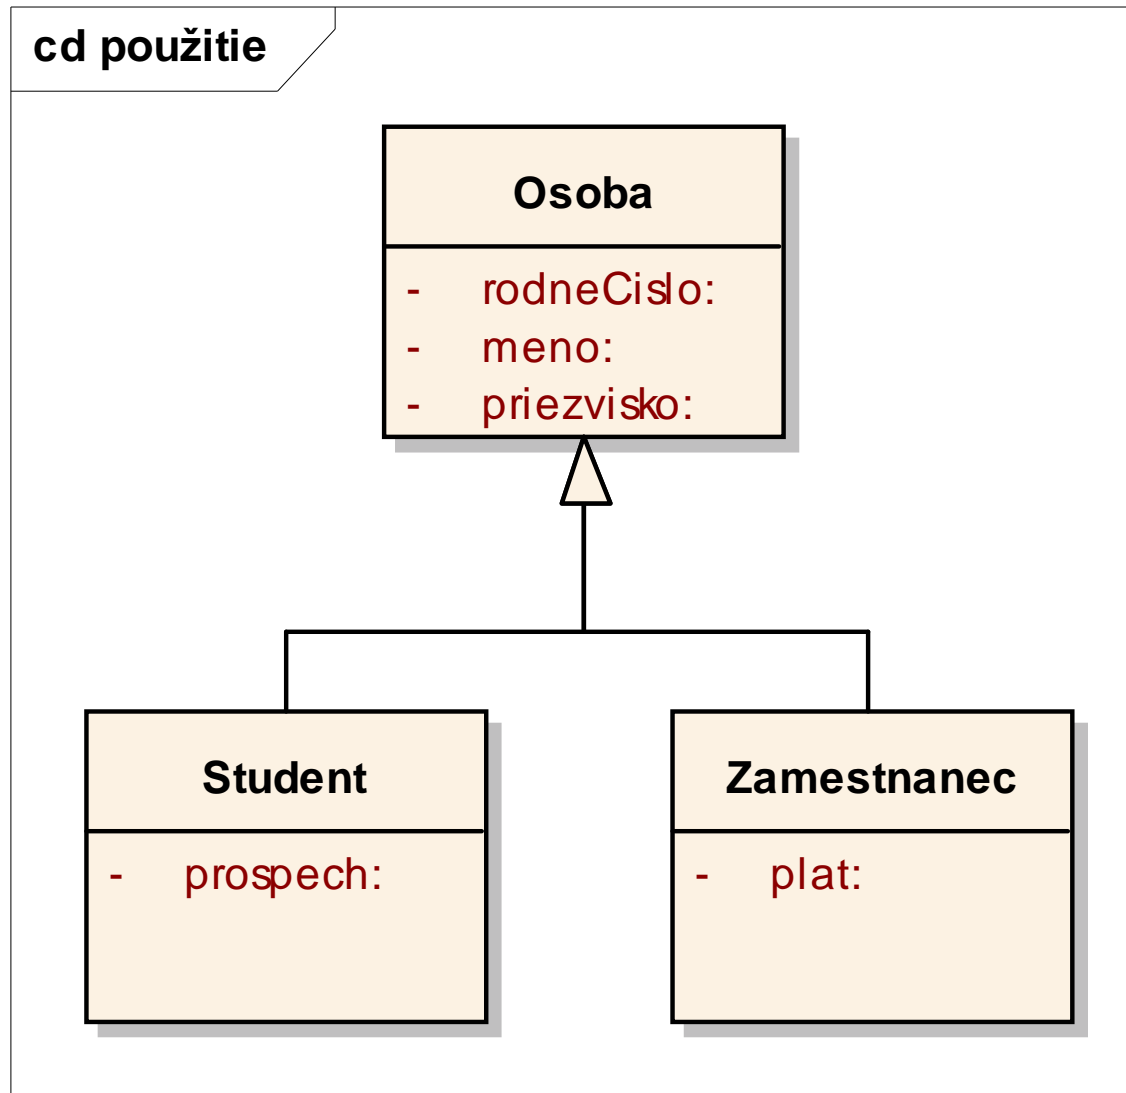 cd použitie
Osoba
- rodneCislo:
- meno:
- priezvisko:
Student
- prospech:
Zamestnanec
- plat: